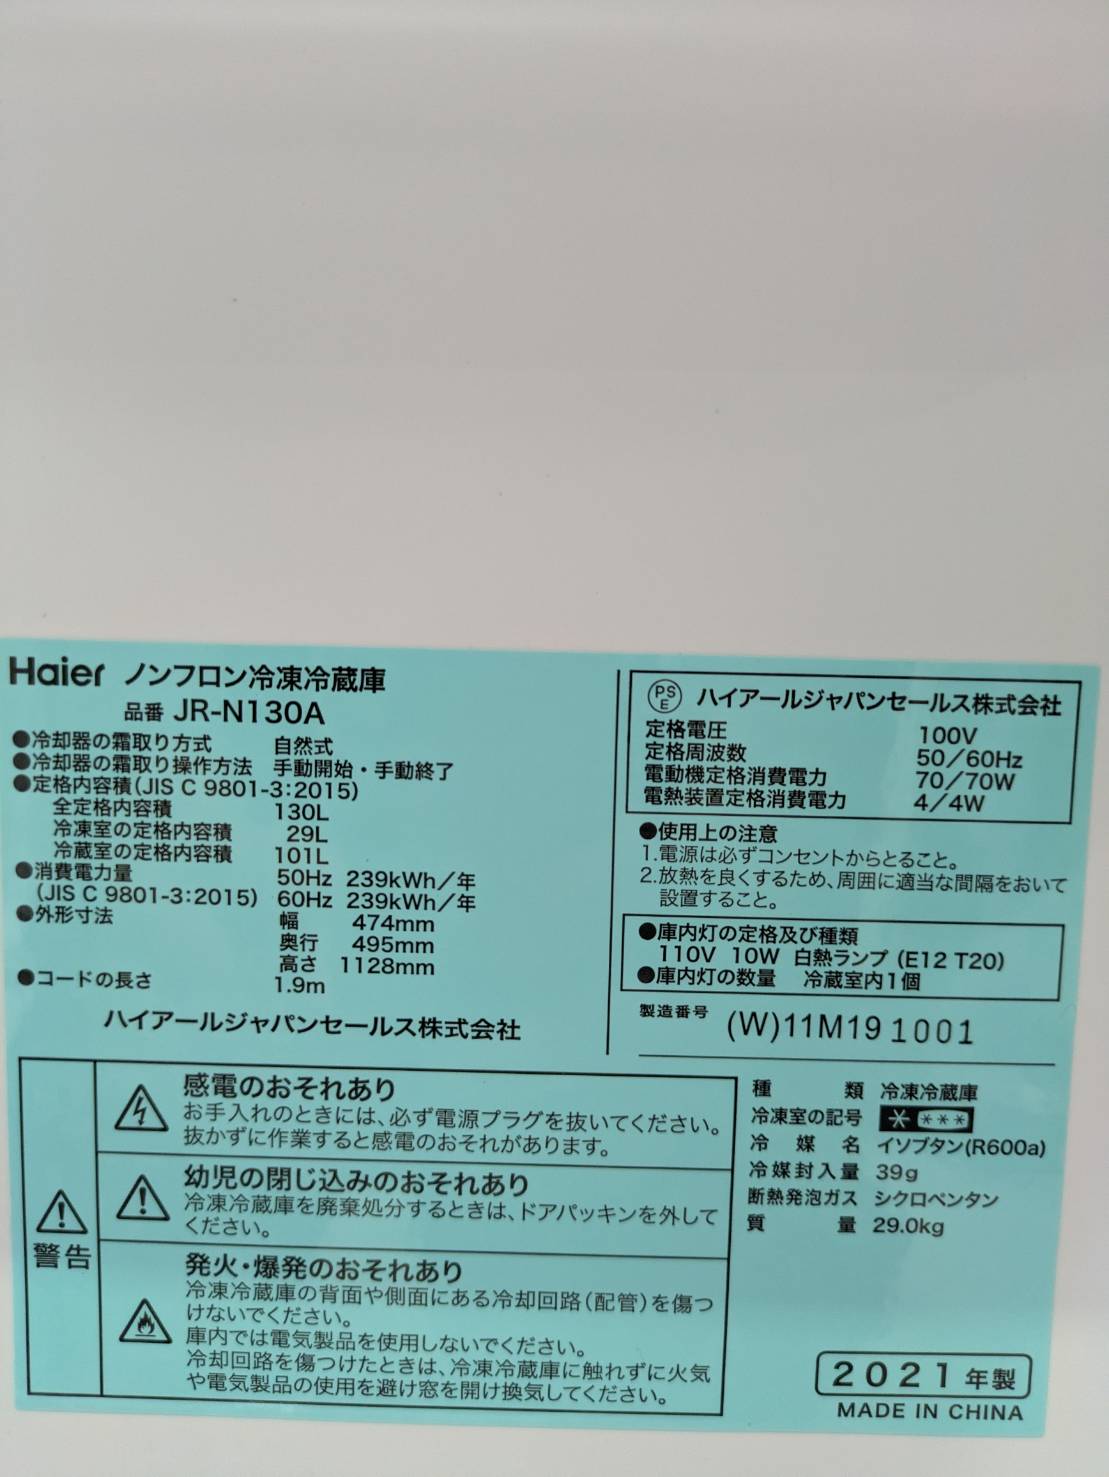 Haier ノンフロン冷凍冷蔵庫
品番 JR-N130A
●冷却器の霜取り方式 自然式
●冷却器の霜取り操作方法 手動開始・手動終了
●定格内容積(JIS C 9801-3:2015)
全定格内容積 130L
冷凍室の定格内容積 29L
冷蔵室の定格内容積 101L
●消費電力量 50Hz 239kWh/年
(JIS C 9801-3:2015) 60Hz 239kWh/年
●外形寸法 幅 474mm
奥行 495mm
高さ 1128mm
●コードの長さ 1.9m
ハイアールジャパンセールス株式会社
PS
E
ハイアールジャパンセールス株式会社
定格電圧 100V
定格周波数 50/60Hz
電動機定格消費電力 70/70W
電熱装置定格消費電力 4/4W
●使用上の注意
1.電源は必ずコンセントからとること。
2.放熱を良くするため、周囲に適当な間隔をおいて
設置すること。
●庫内灯の定格及び種類
110V 10W 白熱ランプ (E12 T20)
●庫内灯の数量 冷蔵室内1個
製造番号 (W)11M191001
警告
感電のおそれあり
お手入れのときには、必ず電源プラグを抜いてください。
抜かずに作業すると感電のおそれがあります。
幼児の閉じ込みのおそれあり
冷凍冷蔵庫を廃棄処分するときは、ドアパッキンを外して
ください。
発火・爆発のおそれあり
冷凍冷蔵庫の背面や側面にある冷却回路(配管)を傷つ
けないでください。
庫内では電気製品を使用しないでください。
冷却回路を傷つけたときは、冷凍冷蔵庫に触れずに火気
や電気製品の使用を避け窓を開け換気してください。
種類 冷凍冷蔵庫
冷凍室の記号 * ***
冷媒名 イソブタン(R600a)
冷媒封入量 39g
断熱発泡ガス シクロペンタン
質量 29.0kg
2021年製
MADE IN CHINA